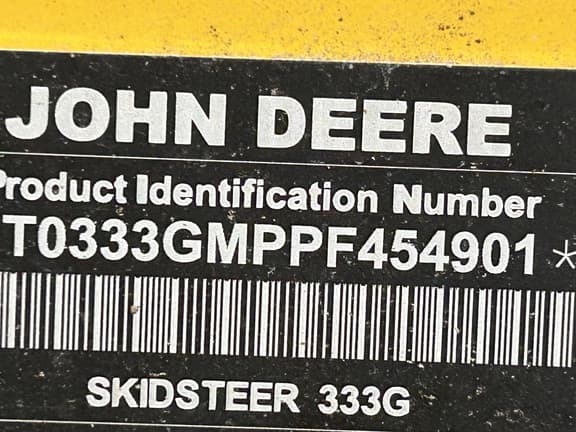 JOHN DEERE
Product Identification Number
T0333GMPPF454901*
SKIDSTEER 333G